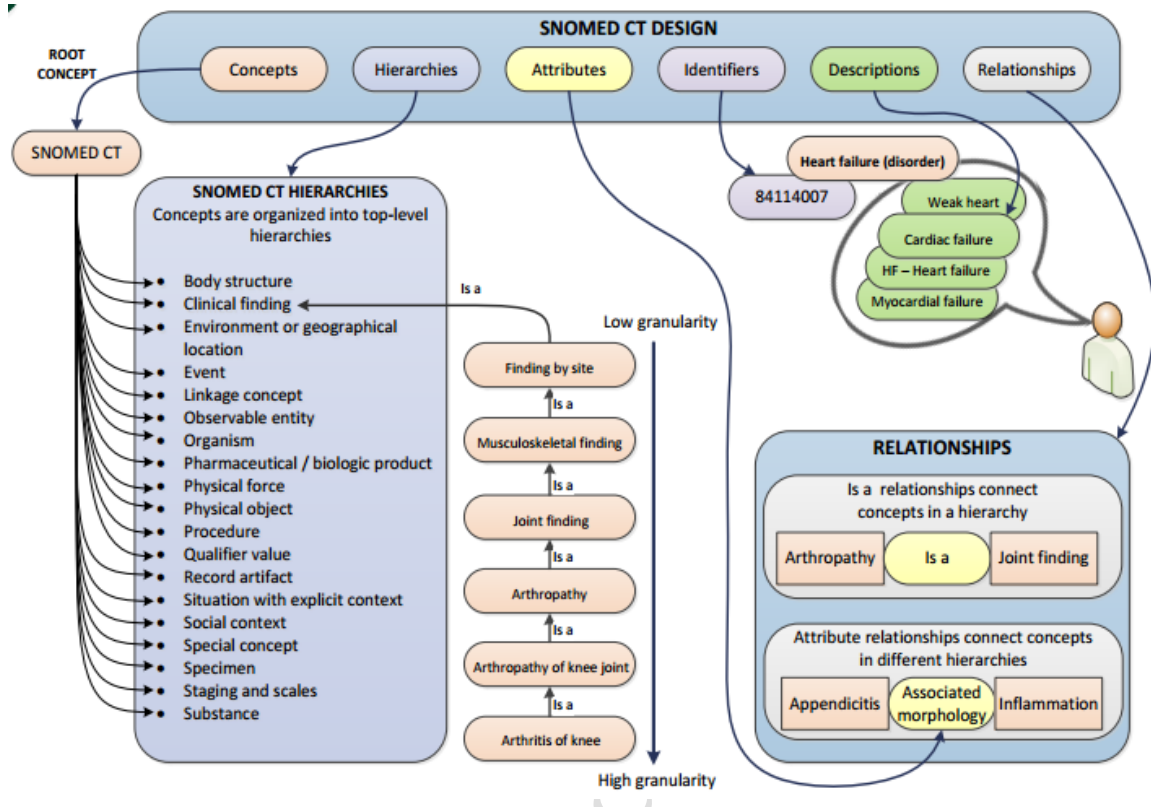 SNOMED CT DESIGN
ROOT
CONCEPT
Concepts
Hierarchies
Attributes
Identifiers
Descriptions
Relationships
SNOMED CT
SNOMED CT HIERARCHIES
Concepts are organized into top-level
hierarchies
• Body structure
• Clinical finding
• Environment or geographical
location
• Event
• Linkage concept
• Observable entity
• Organism
• Pharmaceutical / biologic product
• Physical force
• Physical object
• Procedure
• Qualifier value
• Record artifact
• Situation with explicit context
• Social context
• Special concept
• Specimen
• Staging and scales
• Substance
Is a
Finding by site
Is a
Musculoskeletal finding
Is a
Joint finding
Is a
Arthropathy
Is a
Arthropathy of knee joint
Is a
Arthritis of knee
Low granularity
High granularity
Heart failure (disorder)
84114007
Weak heart
Cardiac failure
HF – Heart failure
Myocardial failure
RELATIONSHIPS
Is a relationships connect
concepts in a hierarchy
Arthropathy
Is a
Joint finding
Attribute relationships connect concepts
in different hierarchies
Appendicitis
Associated
morphology
Inflammation